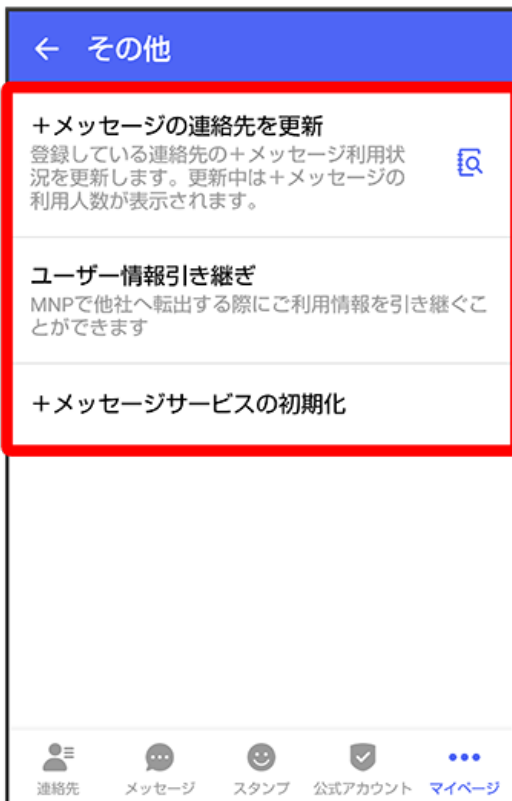 ← その他
＋メッセージの連絡先を更新
登録している連絡先の＋メッセージ利用状
況を更新します。更新中は＋メッセージの
利用人数が表示されます。
ユーザー情報引き継ぎ
MNPで他社へ転出する際にご利用情報を引き継ぐこ
とができます
＋メッセージサービスの初期化
連絡先 メッセージ スタンプ 公式アカウント マイページ